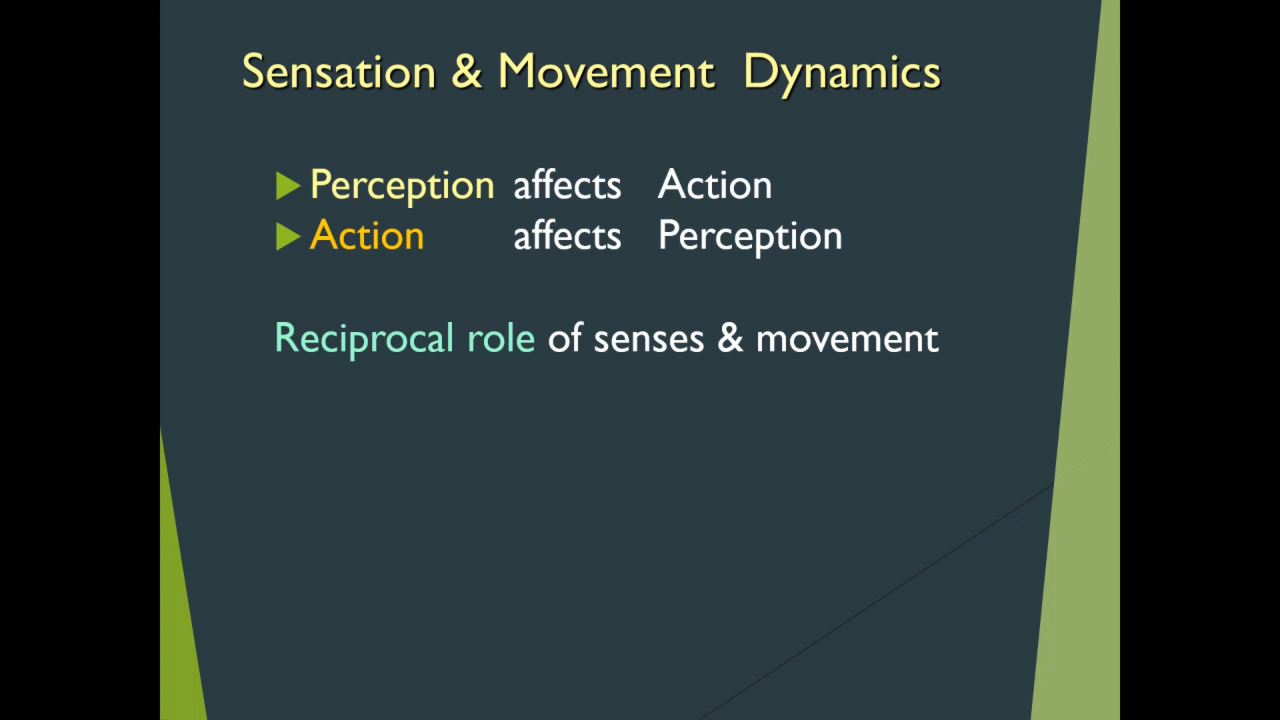 Sensation & Movement Dynamics
Perception affects Action
Action affects Perception
Reciprocal role of senses & movement